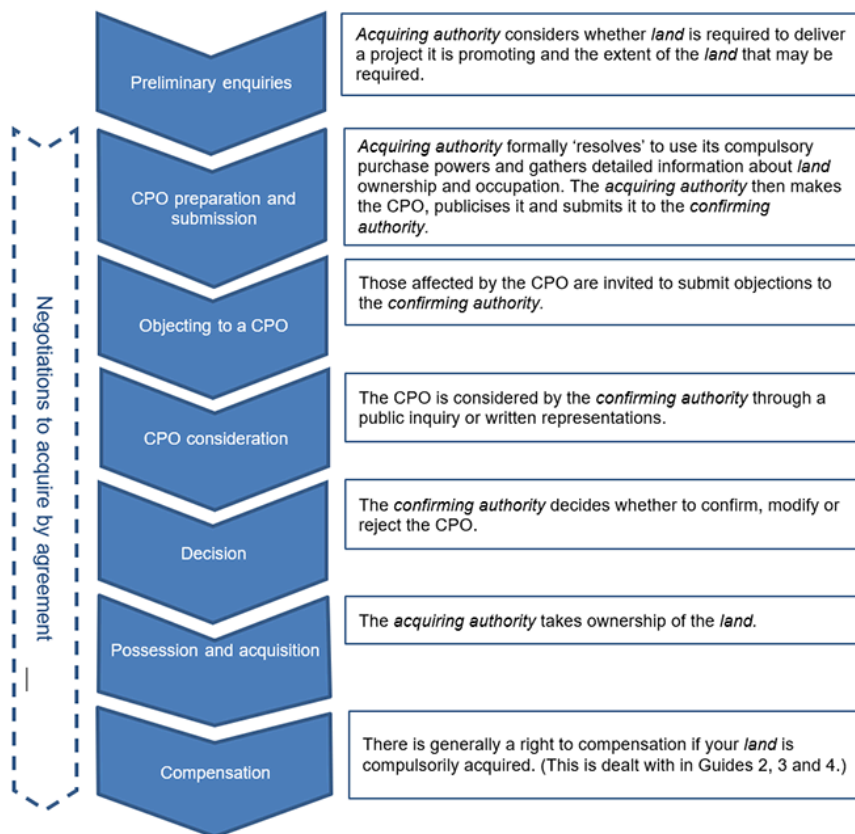 Preliminary enquiries
Acquiring authority considers whether land is required to deliver
a project it is promoting and the extent of the land that may be
required.
Negotiations to acquire by agreement
CPO preparation and
submission
Acquiring authority formally ‘resolves’ to use its compulsory
purchase powers and gathers detailed information about land
ownership and occupation. The acquiring authority then makes
the CPO, publicises it and submits it to the confirming
authority.
Objecting to a CPO
Those affected by the CPO are invited to submit objections to
the confirming authority.
CPO consideration
The CPO is considered by the confirming authority through a
public inquiry or written representations.
Decision
The confirming authority decides whether to confirm, modify or
reject the CPO.
Possession and acquisition
The acquiring authority takes ownership of the land.
Compensation
There is generally a right to compensation if your land is
compulsorily acquired. (This is dealt with in Guides 2, 3 and 4.)